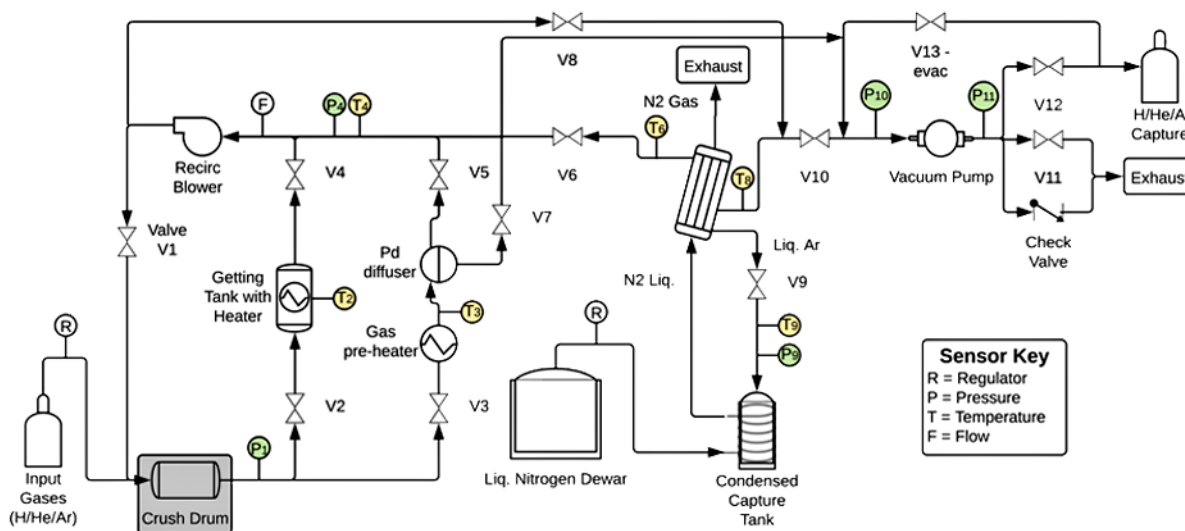 V8
V13 -
evac
Exhaust
N2 Gas
V12
H/He/A
Capture
F
P4
T4
T6
P10
P11
Recirc
Blower
V4
V5
V6
V7
T8
V10
Vacuum Pump
V11
Exhaust
Valve
V1
Pd
diffuser
Liq. Ar
Check
Valve
Getting
Tank with
Heater
T2
T3
N2 Liq.
V9
R
Gas
pre-heater
R
T9
P9
Sensor Key
R = Regulator
P = Pressure
T = Temperature
F = Flow
V2
V3
P1
Input
Gases
(H/He/Ar)
Crush Drum
Liq. Nitrogen Dewar
Condensed
Capture
Tank